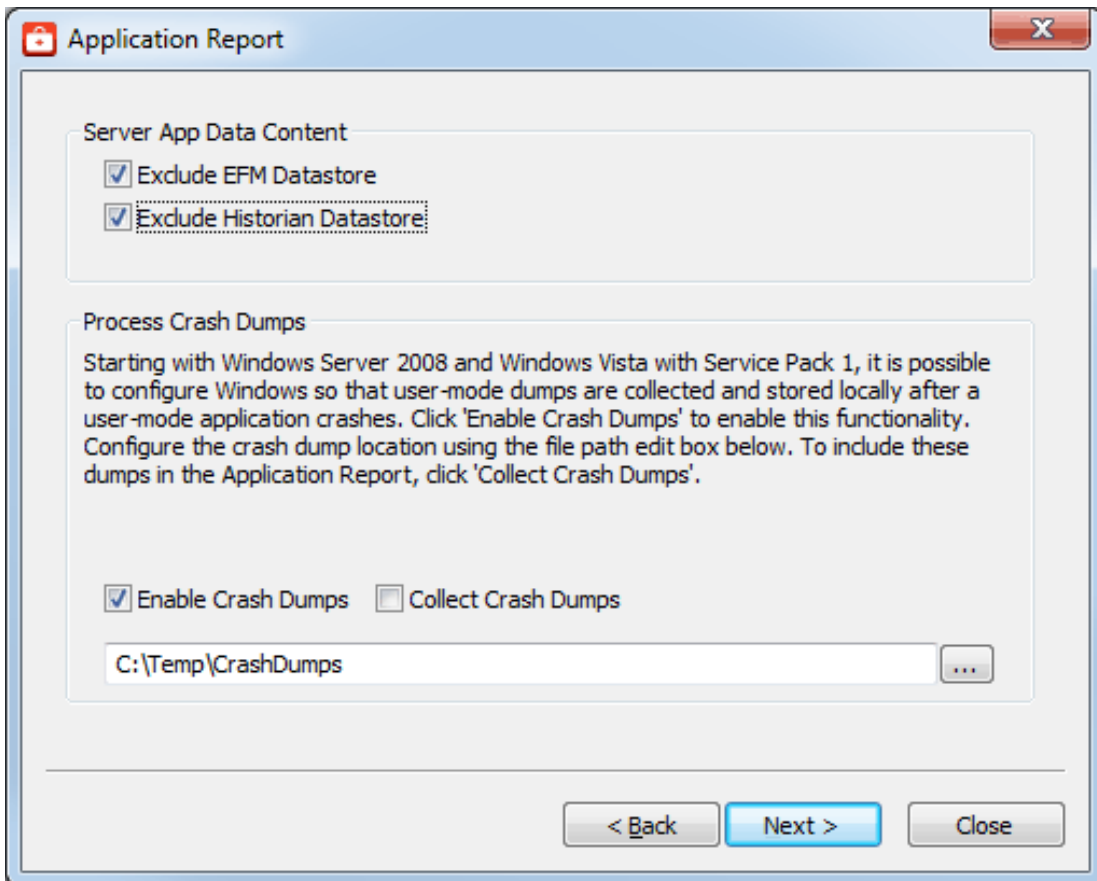 Application Report
Server App Data Content
Exclude EFM Datastore
Exclude Historian Datastore
Process Crash Dumps
Starting with Windows Server 2008 and Windows Vista with Service Pack 1, it is possible
to configure Windows so that user-mode dumps are collected and stored locally after a
user-mode application crashes. Click 'Enable Crash Dumps' to enable this functionality.
Configure the crash dump location using the file path edit box below. To include these
dumps in the Application Report, click 'Collect Crash Dumps'.
Enable Crash Dumps Collect Crash Dumps
C:\Temp\CrashDumps ...
< Back Next > Close